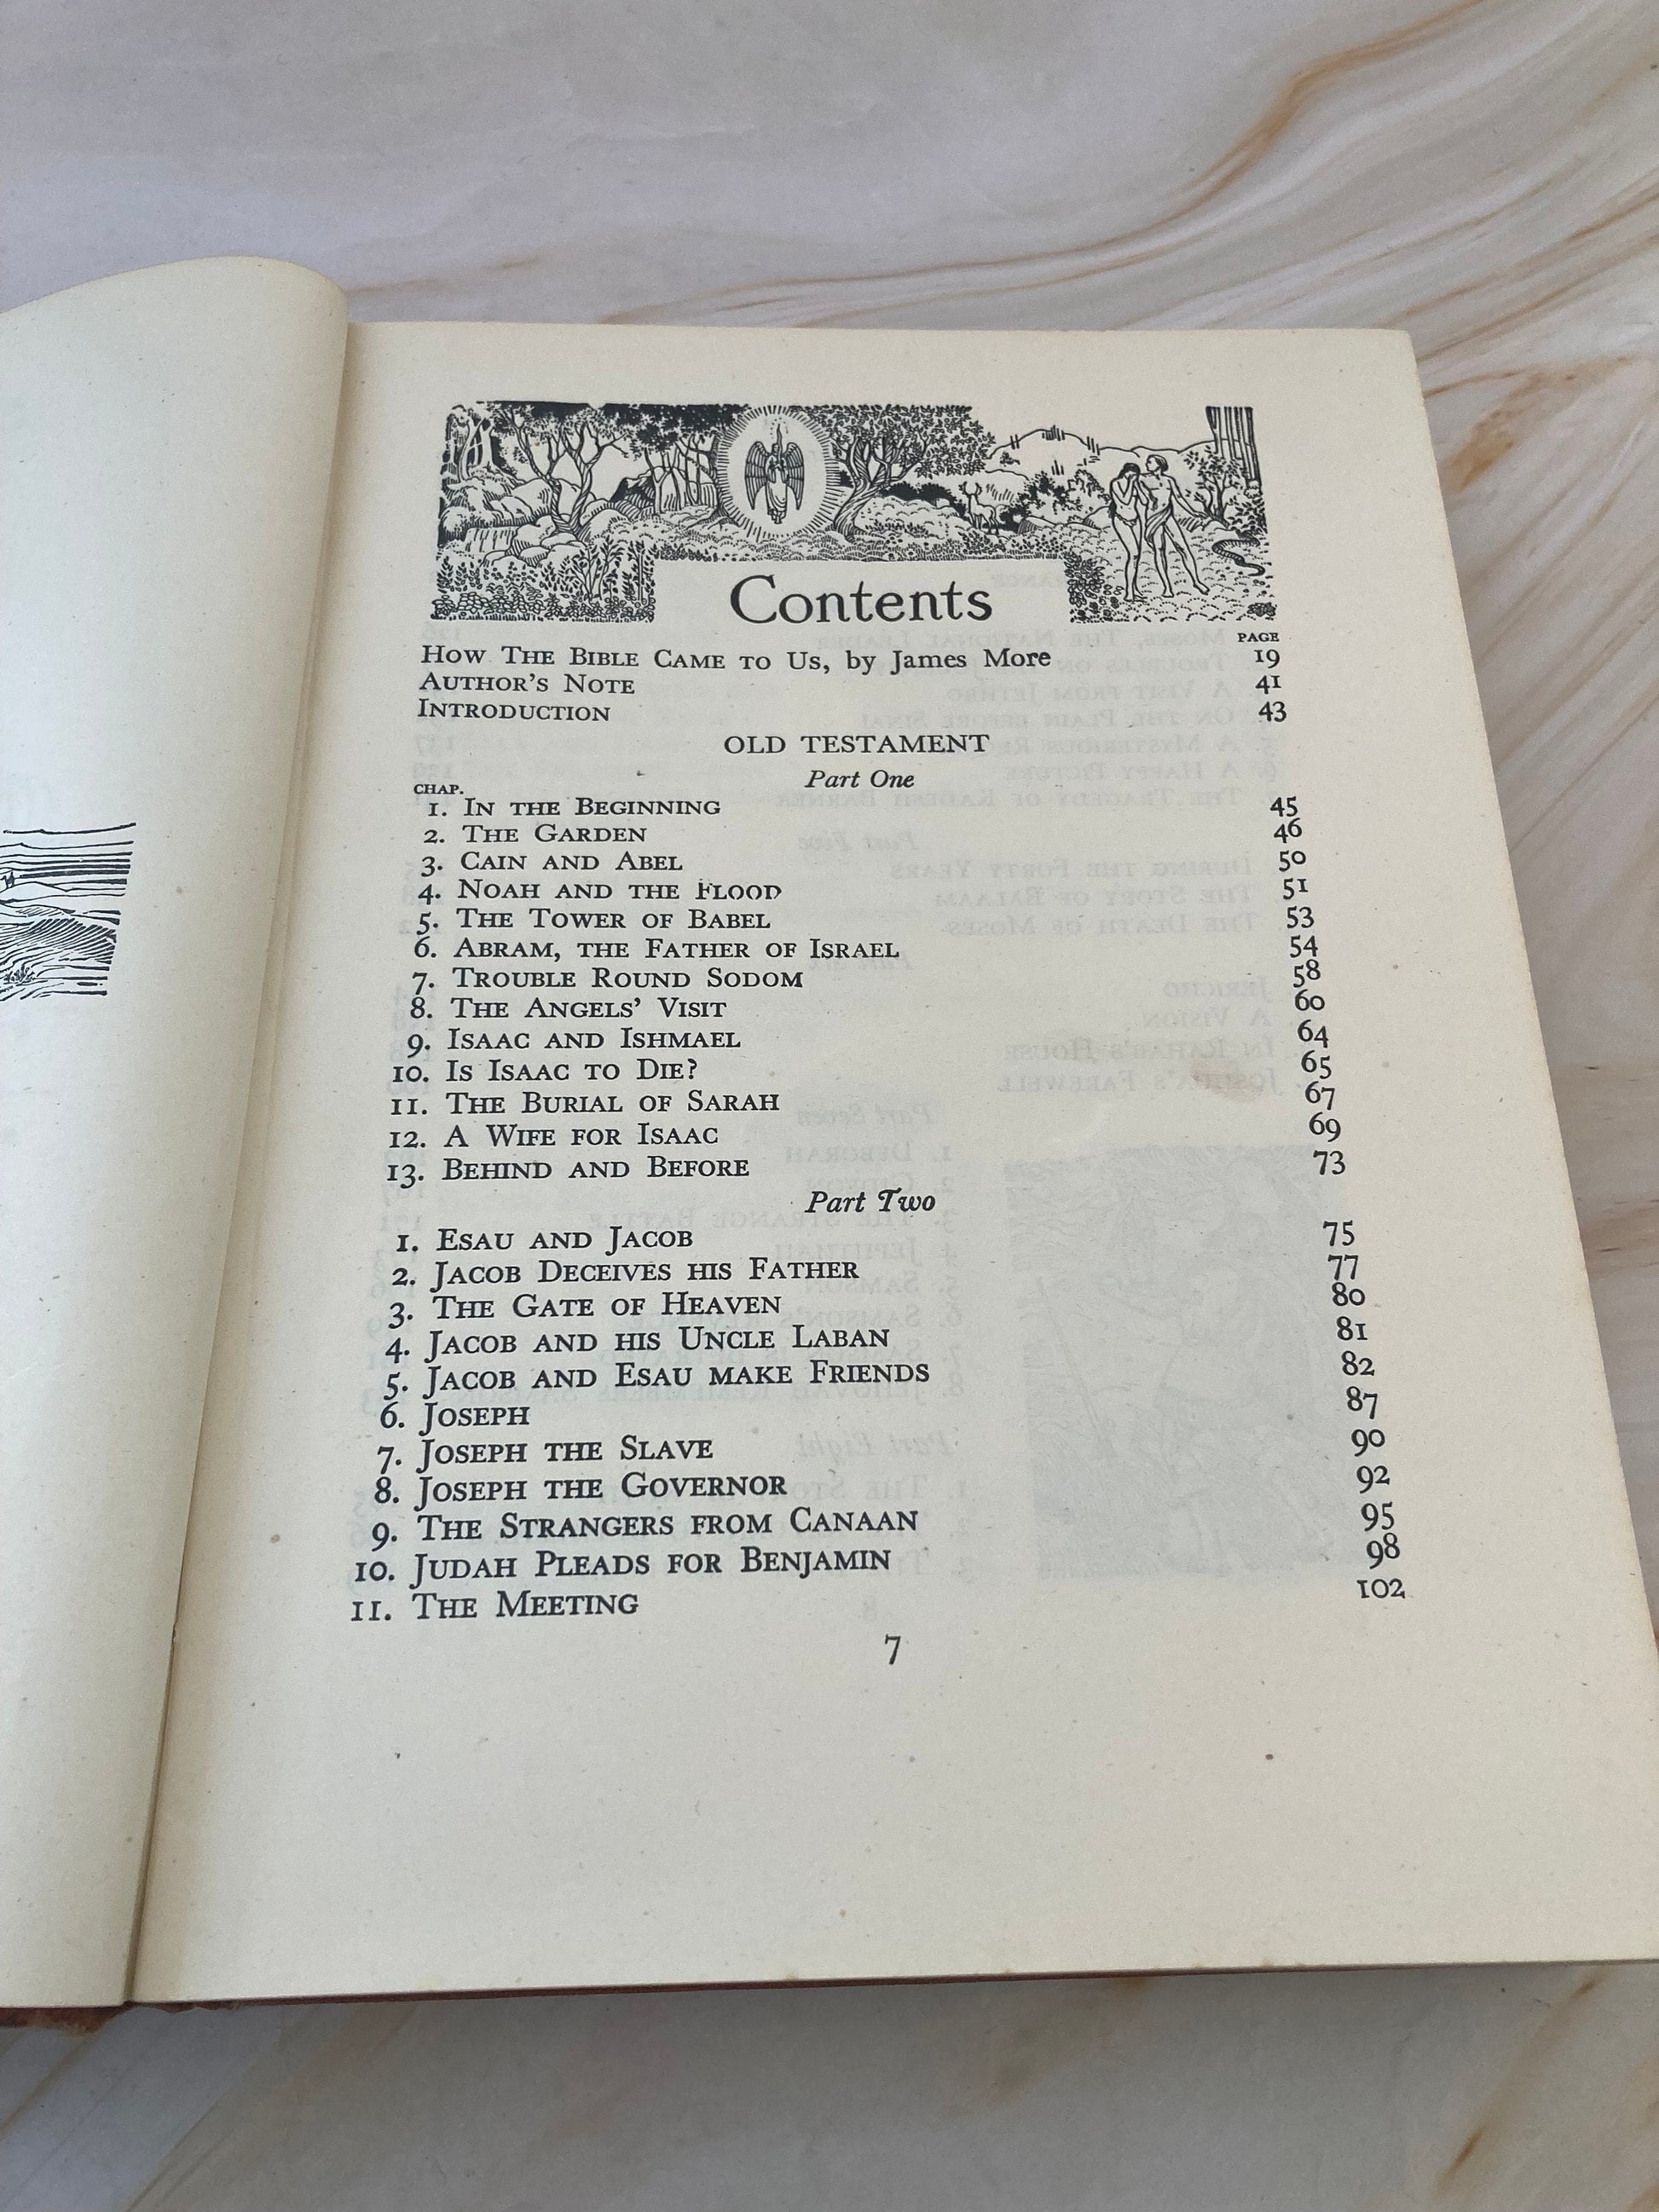 Contents
PAGE
How The Bible Came to Us, by James More 19
Author's Note 41
Introduction 43
OLD TESTAMENT
Part One
CHAP.
1. In the Beginning 45
2. The Garden 46
3. Cain and Abel 50
4. Noah and the Flood 51
5. The Tower of Babel 53
6. Abram, the Father of Israel 54
7. Trouble Round Sodom 58
8. The Angels' Visit 60
9. Isaac and Ishmael 64
10. Is Isaac to Die? 65
11. The Burial of Sarah 67
12. A Wife for Isaac 69
13. Behind and Before 73
Part Two
1. Esau and Jacob 75
2. Jacob Deceives his Father 77
3. The Gate of Heaven 80
4. Jacob and his Uncle Laban 81
5. Jacob and Esau make Friends 82
6. Joseph 87
7. Joseph the Slave 90
8. Joseph the Governor 92
9. The Strangers from Canaan 95
10. Judah Pleads for Benjamin 98
11. The Meeting 102
7